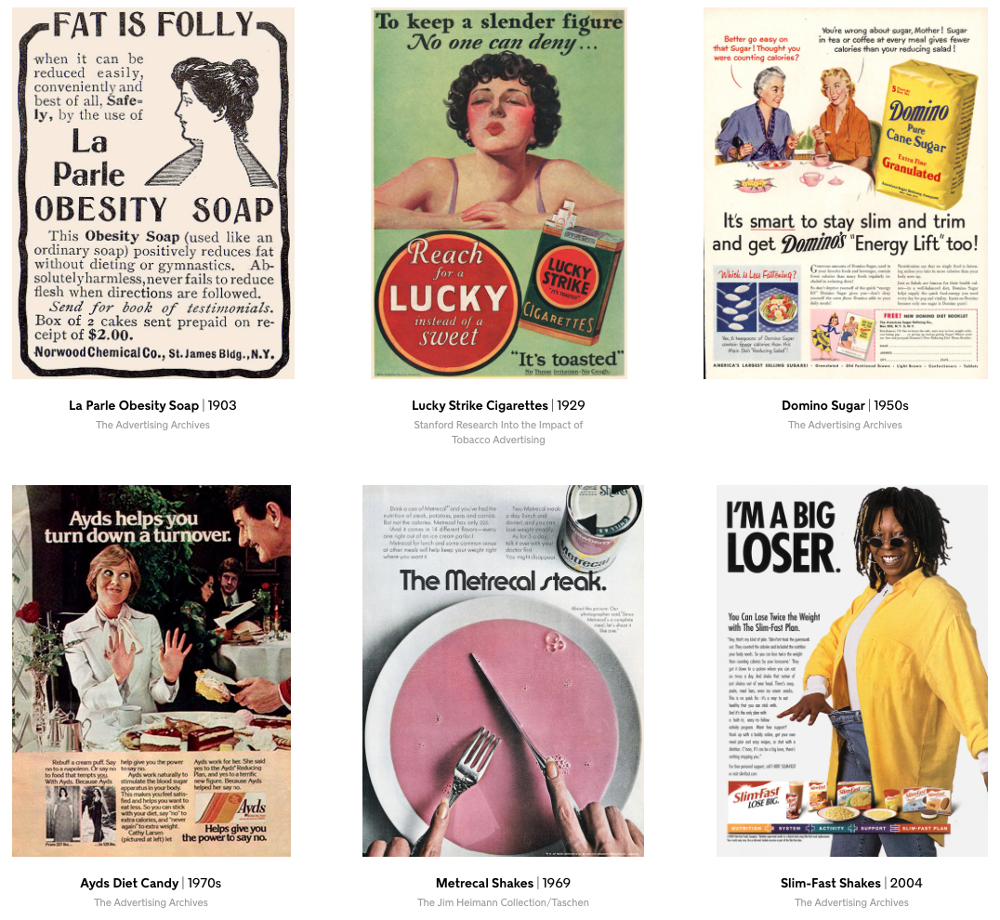 FAT IS FOLLY
when it can be
reduced easily,
conveniently and
best of all, Safe-
ly, by the use of
La
Parle
OBESITY SOAP
This Obesity Soap (used like an
ordinary soap) positively reduces fat
without dieting or gymnastics. Ab-
solutely harmless, never fails to reduce
flesh when directions are followed.
Send for book of testimonials.
Box of 2 cakes sent prepaid on re-
ceipt of $2.00.
Norwood Chemical Co., St. James Bldg., N.Y.
La Parle Obesity Soap | 1903
The Advertising Archives
To keep a slender figure
No one can deny...
Reach
for a
LUCKY
instead of a
sweet
LUCKY
STRIKE
"IT'S TOASTED"
CIGARETTES
"It's toasted"
No Throat Irritation-No Cough.
Lucky Strike Cigarettes | 1929
Stanford Research Into the Impact of
Tobacco Advertising
Better go easy on
that Sugar! Thought you
were counting calories?
You're wrong about sugar, Mother! Sugar
in tea or coffee at every meal gives fewer
calories than your reducing salad!
Domino
Pure
Cane Sugar
Extra Fine
Granulated
It's smart to stay slim and trim
and get Domino's "Energy Lift" too!
Which is Less Fattening?
FREE! NEW DOMINO DIET BOOKLET
AMERICA'S LARGEST SELLING SUGARS! Granulated · Old Fashioned Brown · Light Brown · Confectioners · Tablets
Domino Sugar | 1950s
The Advertising Archives
Ayds helps you
turn down a turnover.
Rebuff a cream puff. Say
no to a napoleon. Or say no
to food that tempts you.
With Ayds. Because Ayds
help give you the power
to say no.
Ayds work naturally to
stimulate the blood sugar
apparatus in your body.
This makes you feel satis-
fied and helps you want to
eat less. So you can stick
with your diet, say "no" to
extra calories, and "never
again" to extra weight.
Cathy Larsen
(pictured at left) let
Ayds work for her. She said
yes to the Ayds Reducing
Plan, and yes to a terrific
new figure. Because Ayds
helped her say no.
Ayds
Helps give you
the power to say no.
Ayds Diet Candy | 1970s
The Advertising Archives
Drink a can of Metrecal and you've had the
nutrition of steak, potatoes, peas and carrots.
But not the calories. Metrecal has only 225.
(And it comes in 14 different flavors—every
one right out of an ice cream parlor.)
Metrecal for lunch and some common sense
at other meals will help keep your weight right
where you want it.
Two Metrecal meals
a day (lunch and
dinner), and you can
lose weight steadily.
As for 3-a-day,
talk it over with your
doctor first.
You might disappear.
Metrecal
The Metrecal steak.
About this picture: Our
photographer said, "Since
Metrecal's a complete
meal, let's shoot it
like one."
Metrecal Shakes | 1969
The Jim Heimann Collection/Taschen
I'M A BIG
LOSER.
You Can Lose Twice the Weight
with The Slim-Fast Plan.
Slim-Fast
LOSE BIG.
NUTRITION SYSTEM ACTIVITY SUPPORT SLIM-FAST PLAN
Slim-Fast Shakes | 2004
The Advertising Archives